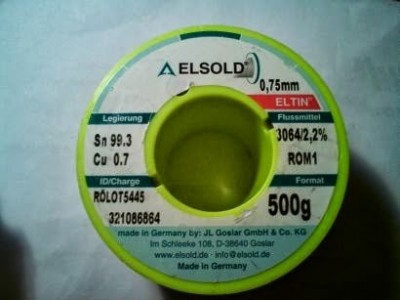 ELSOLD®
0,75mm
ELTIN®
Legierung
Flussmittel
Sn 99.3
3064/2,2%
Cu 0.7
ROM1
ID/Charge
Format
ROLOT5445
500g
321086864
made in Germany by: JL Goslar GmbH & Co. KG
Im Schleeke 108, D-38640 Goslar
www.elsold.de · info@elsold.de
Made in Germany